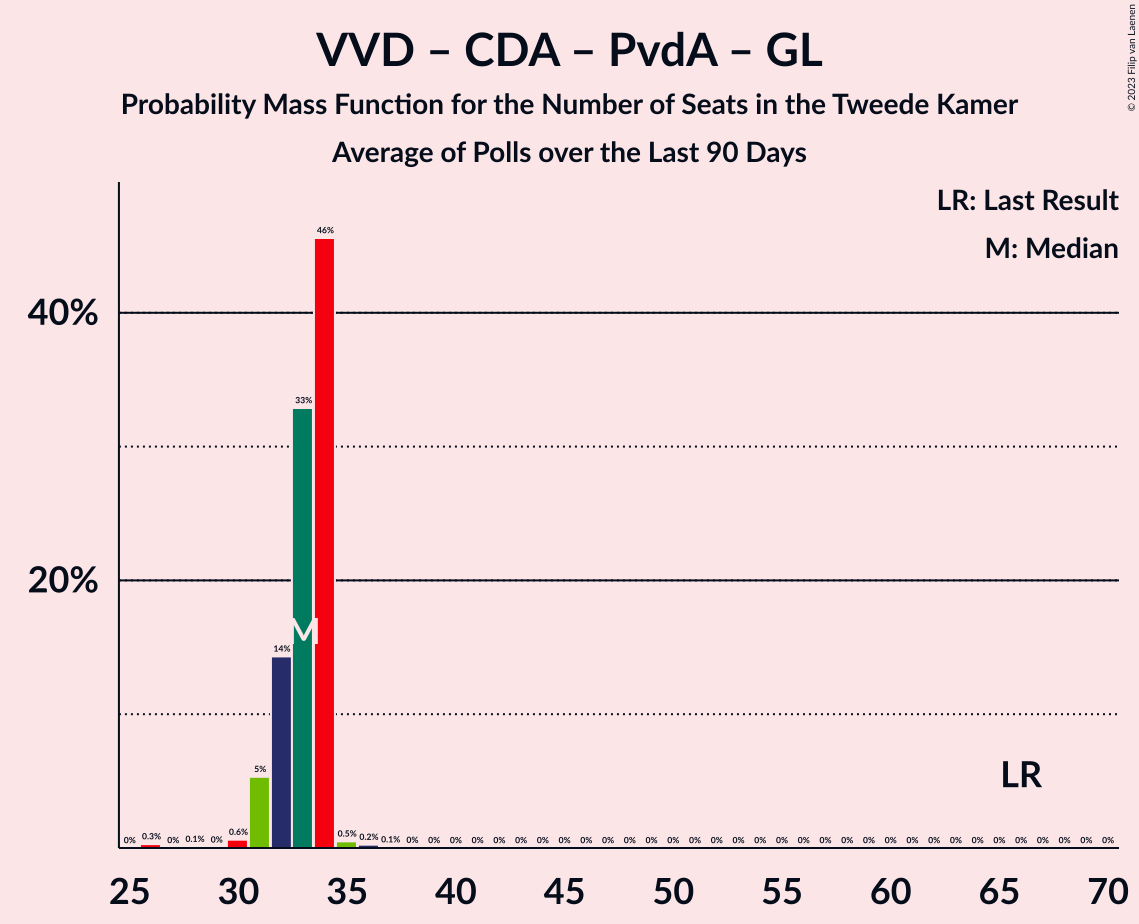 VVD – CDA – PvdA – GL
Probability Mass Function for the Number of Seats in the Tweede Kamer
Average of Polls over the Last 90 Days
© 2023 Filip van Laenen
LR: Last Result
M: Median
40%
20%
0% 0.3% 0% 0.1% 0% 0.6% 5% 14% 33% 46% 0.5% 0.2% 0.1% 0% 0% 0% 0% 0% 0% 0% 0% 0% 0% 0% 0% 0% 0% 0% 0% 0% 0% 0% 0% 0% 0% 0% 0% 0% 0% 0% 0% 0% 0% 0% 0% 0%
M
LR
25 30 35 40 45 50 55 60 65 70